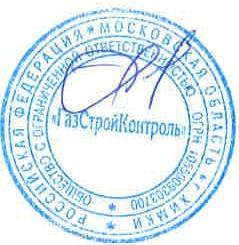 РОССИЙСКАЯ ФЕДЕРАЦИЯ * МОСКОВСКАЯ ОБЛАСТЬ * г. ХИМКИ *
ОБЩЕСТВО С ОГРАНИЧЕННОЙ ОТВЕТСТВЕННОСТЬЮ ОГРН
«ГазСтройКонтроль»